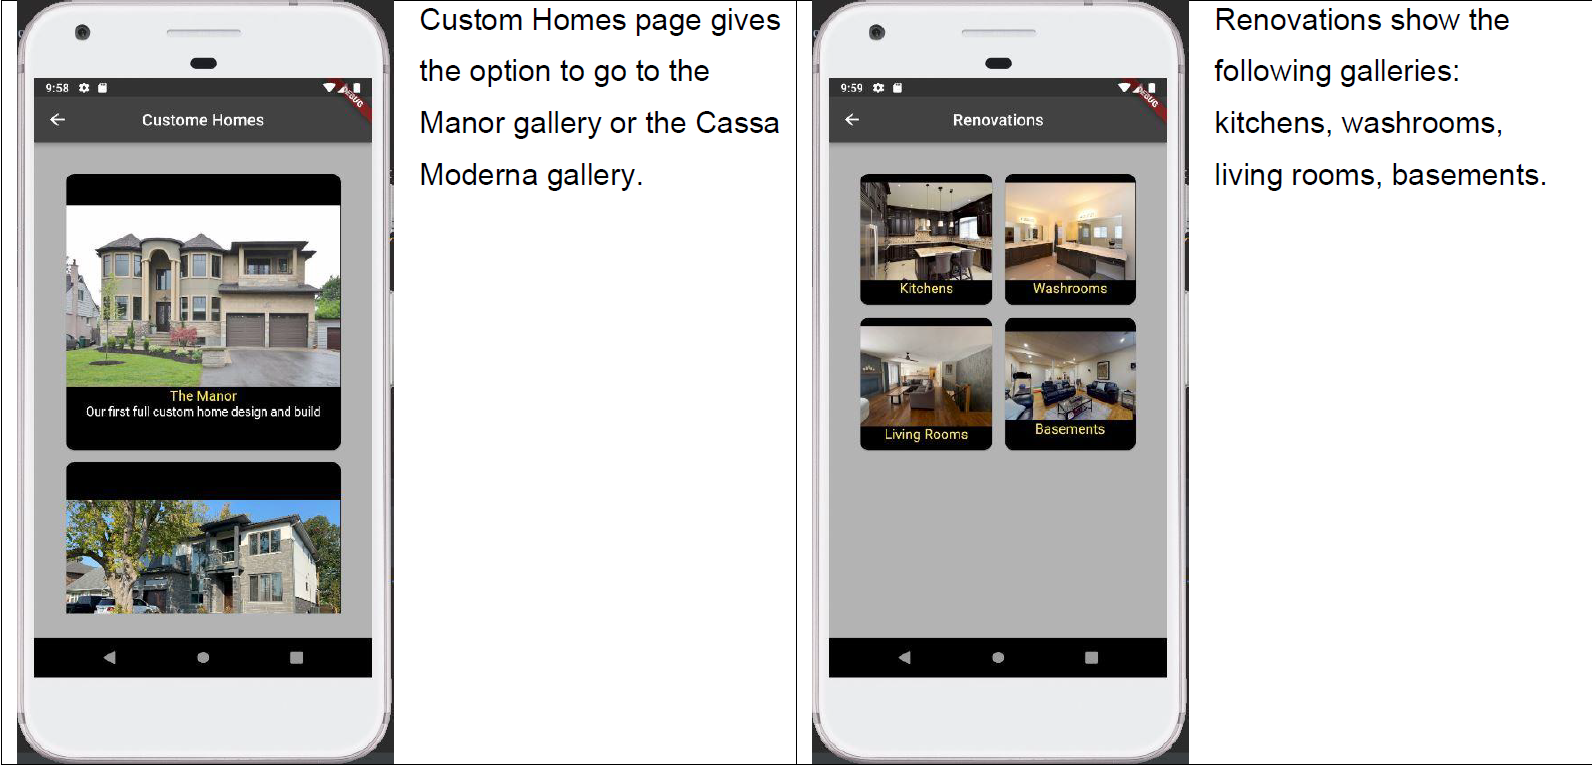 9:58
DEBUG
Custome Homes
The Manor
Our first full custom home design and build
Custom Homes page gives
the option to go to the
Manor gallery or the Cassa
Moderna gallery.
9:59
DEBUG
Renovations
Kitchens
Washrooms
Living Rooms
Basements
Renovations show the
following galleries:
kitchens, washrooms,
living rooms, basements.